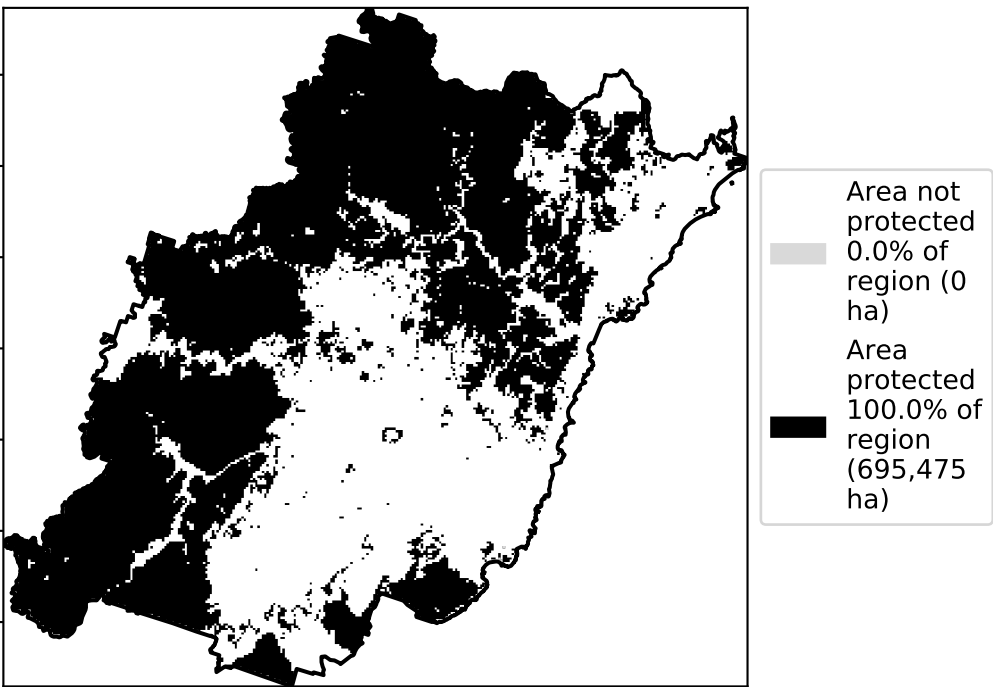 Area not
protected
0.0% of
region (0
ha)
Area
protected
100.0% of
region
(695,475
ha)